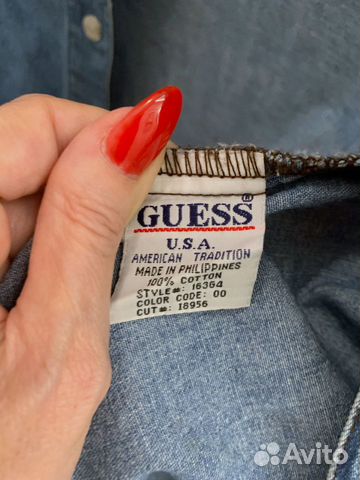 GUESS®
U.S.A.
AMERICAN TRADITION
MADE IN PHILIPPINES
100% COTTON
STYLE#: 16364
COLOR CODE: 00
CUT#: 18956
Avito